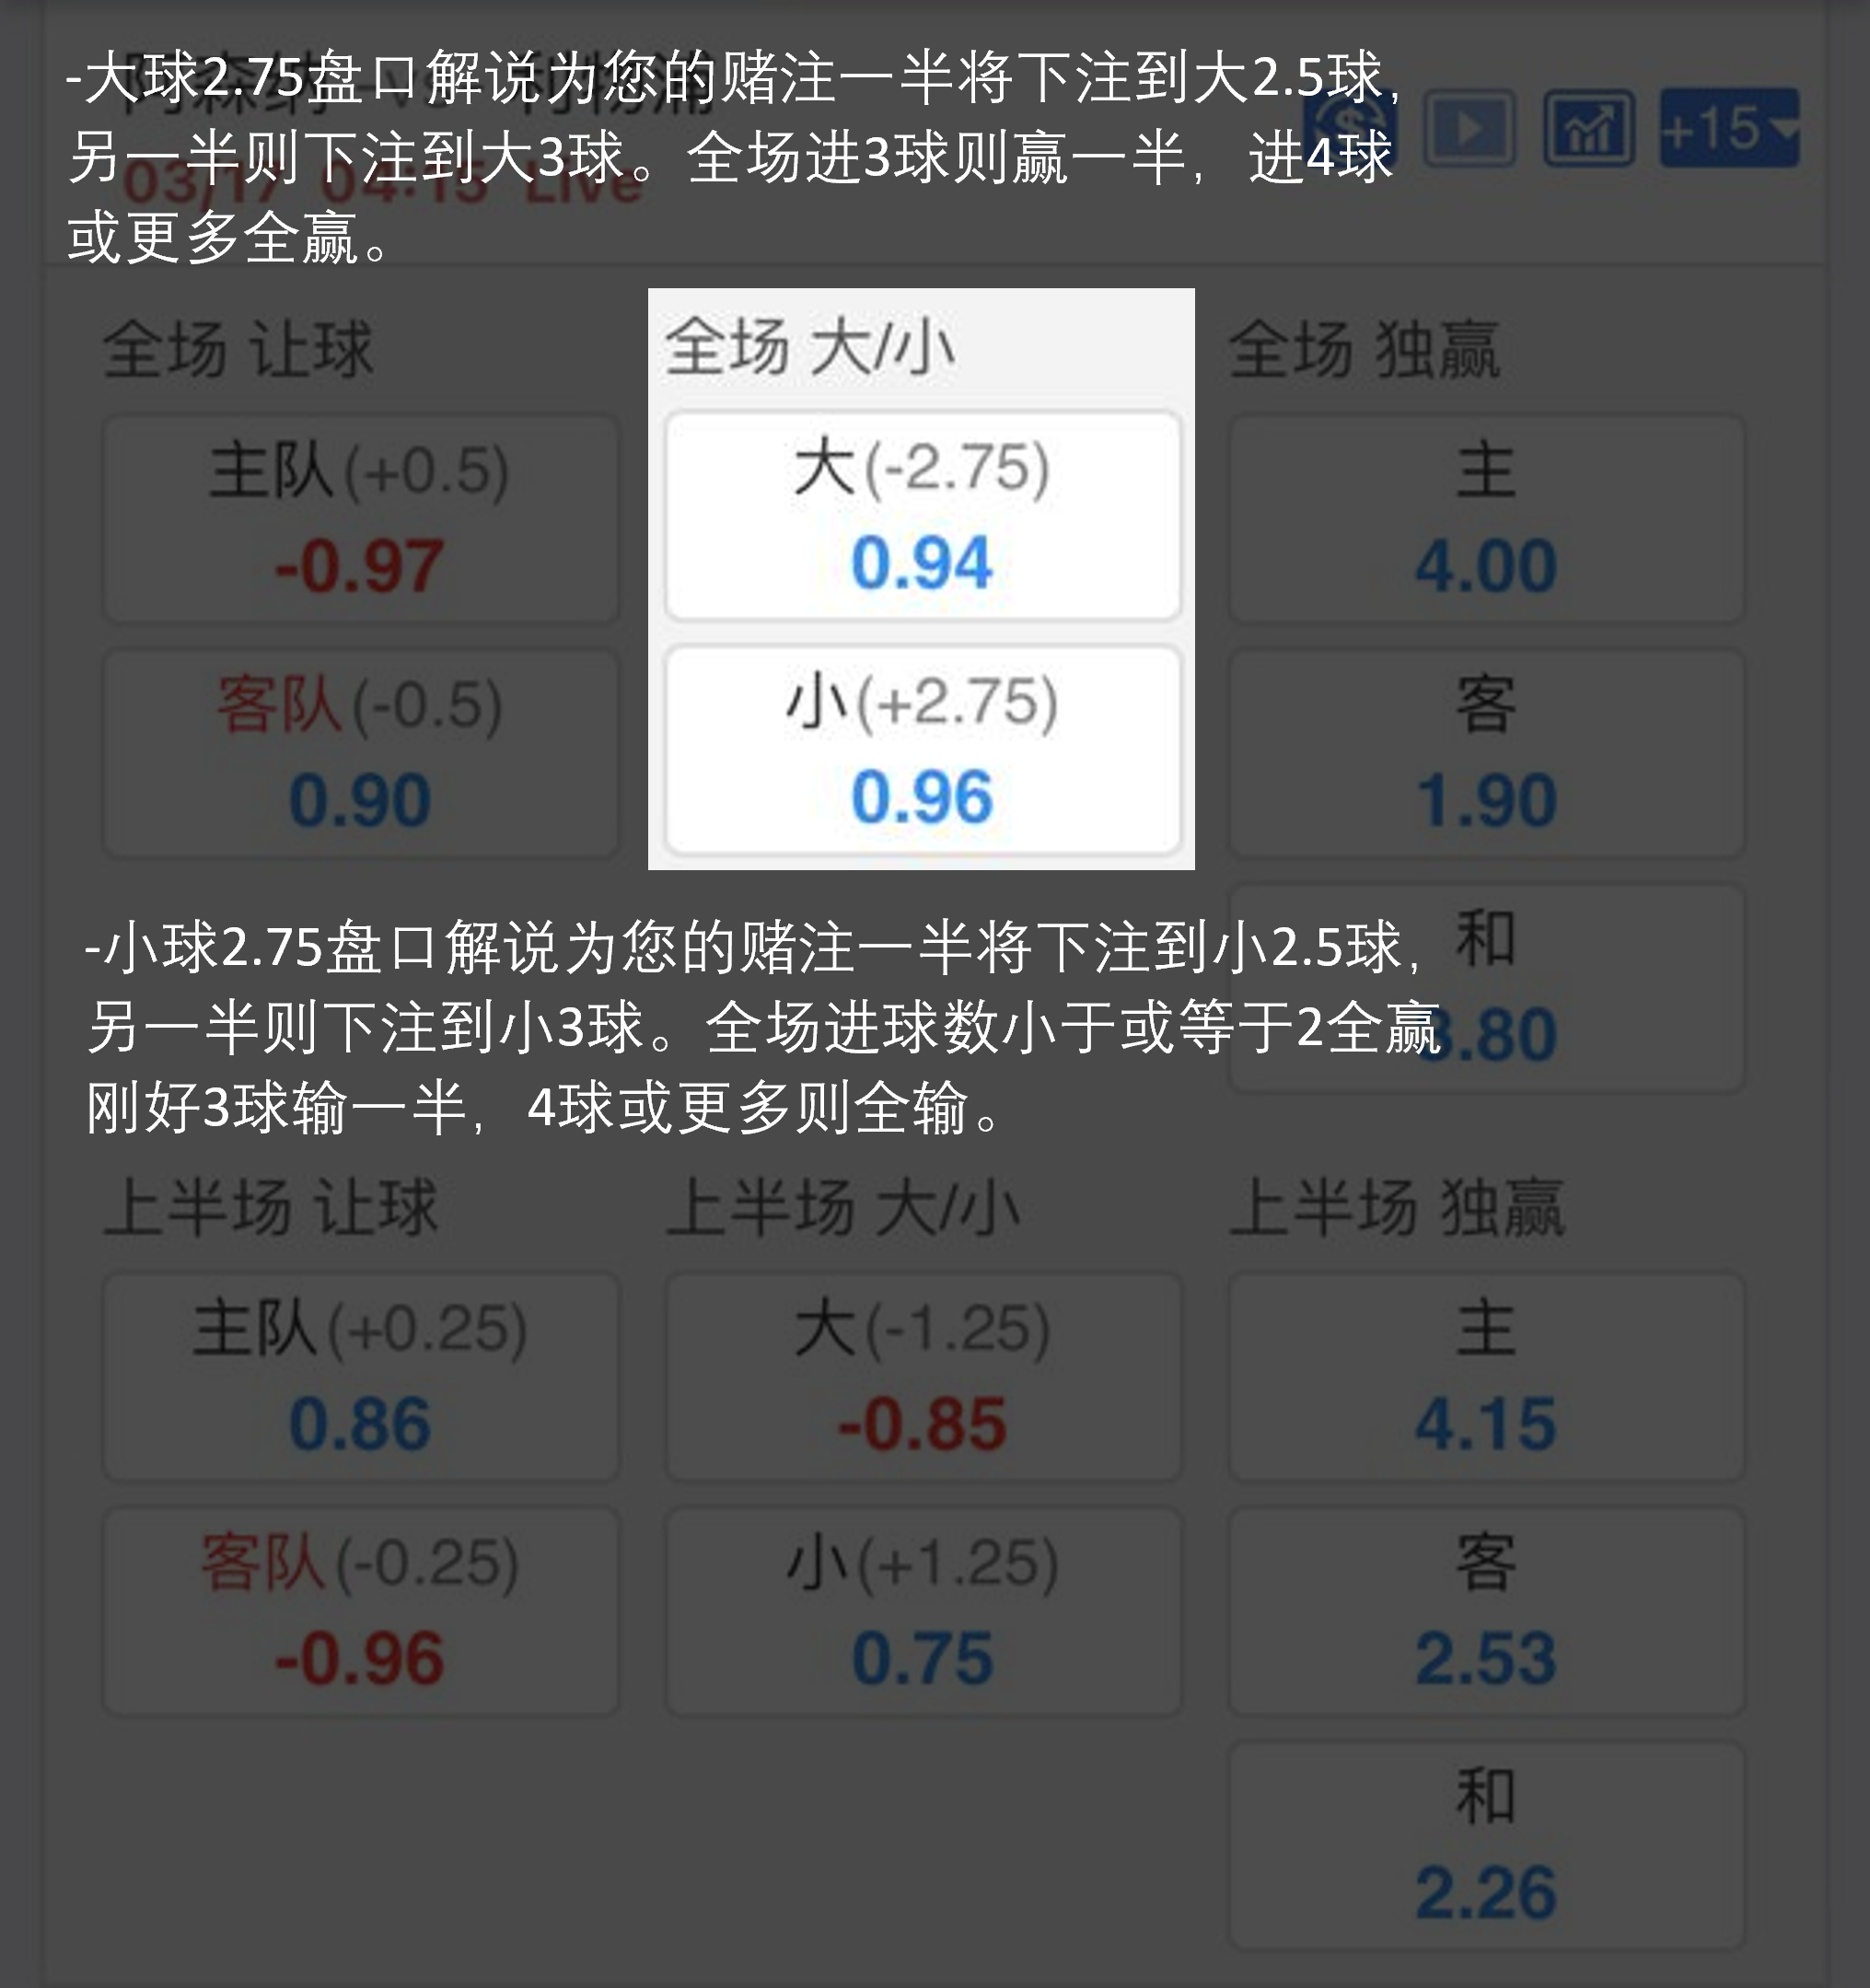 -大球2.75盘口解说为您的赌注一半将下注到大2.5球，
另一半则下注到大3球。全场进3球则赢一半，进4球
或更多全赢。
阿森纳 -vs- 利物浦
03/17 04:15 Live
+15
全场 让球
全场 大/小
全场 独赢
主队(+0.5)
-0.97
大(-2.75)
0.94
主
4.00
客队(-0.5)
0.90
小(+2.75)
0.96
客
1.90
和
3.80
-小球2.75盘口解说为您的赌注一半将下注到小2.5球，
另一半则下注到小3球。全场进球数小于或等于2全赢
刚好3球输一半，4球或更多则全输。
上半场 让球
上半场 大/小
上半场 独赢
主队(+0.25)
0.86
大(-1.25)
-0.85
主
4.15
客队(-0.25)
-0.96
小(+1.25)
0.75
客
2.53
和
2.26